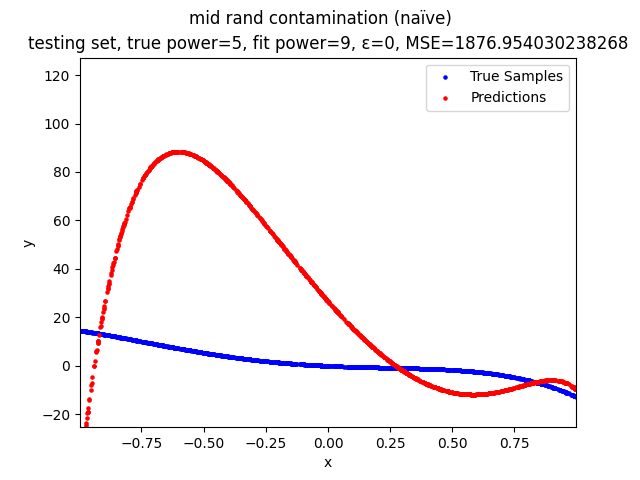 mid rand contamination (naïve)
testing set, true power=5, fit power=9, ε=0, MSE=1876.954030238268
True Samples
Predictions
120
100
80
60
40
20
0
−20
y
−0.75
−0.50
−0.25
0.00
0.25
0.50
0.75
x